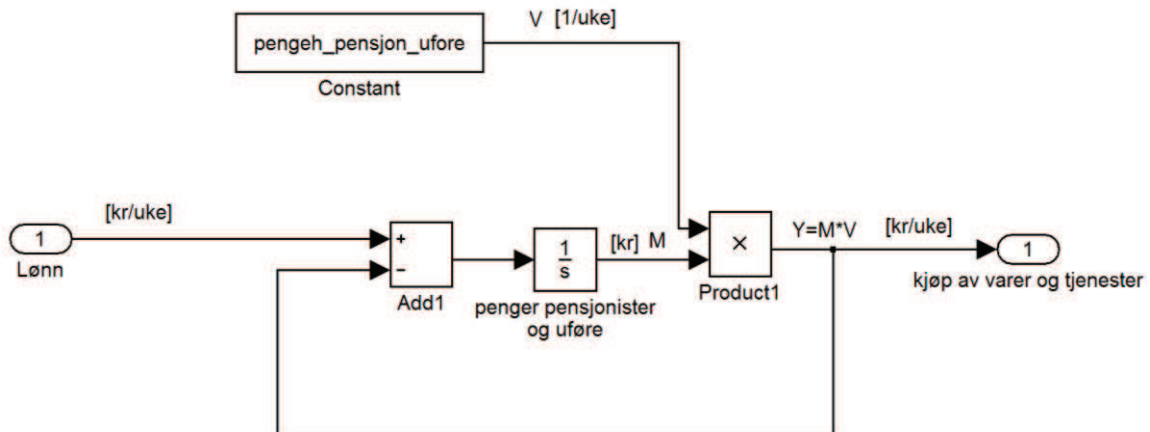 V [1/uke]
pengeh_pensjon_ufore
Constant
[kr/uke]
1
Lønn
+
−
Add1
1
s
penger pensjonister
og uføre
[kr] M
×
Product1
Y=M*V
[kr/uke]
1
kjøp av varer og tjenester